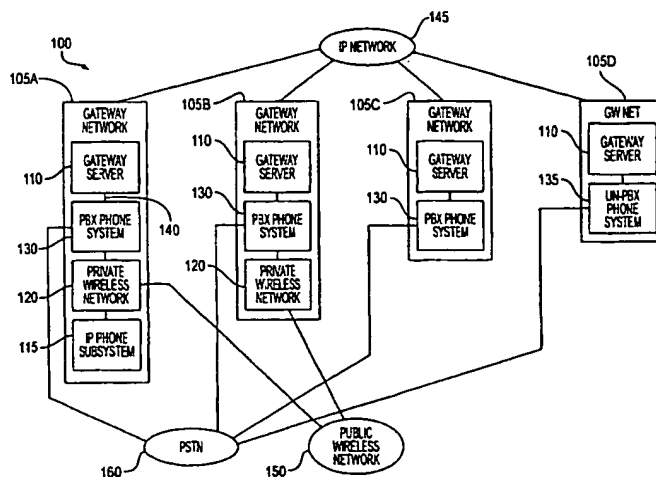 145
IP NETWORK
100
105A
GATEWAY
NETWORK
110
GATEWAY
SERVER
140
PBX PHONE
SYSTEM
130
PRIVATE
WIRELESS
NETWORK
120
IP PHONE
SUBSYSTEM
115
105B
GATEWAY
NETWORK
110
GATEWAY
SERVER
130
PBX PHONE
SYSTEM
120
PRIVATE
WIRELESS
NETWORK
105C
GATEWAY
NETWORK
110
GATEWAY
SERVER
130
PBX PHONE
SYSTEM
105D
GW NET
110
GATEWAY
SERVER
135
UN-PBX
PHONE
SYSTEM
PSTN
160
PUBLIC
WIRELESS
NETWORK
150